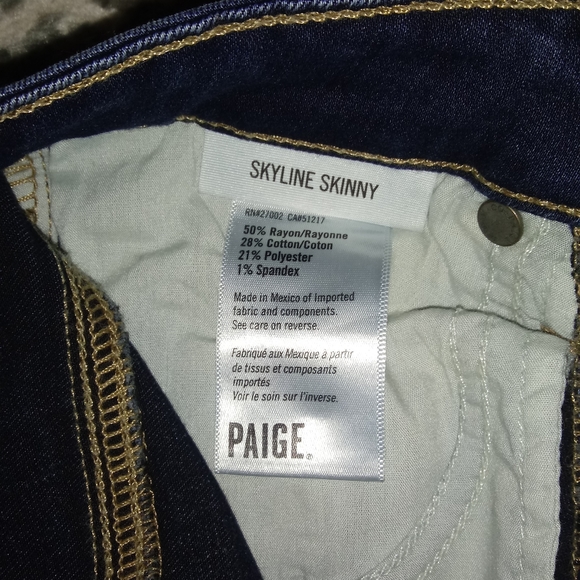 SKYLINE SKINNY
RN#27002 CA#51217
50% Rayon/Rayonne
28% Cotton/Coton
21% Polyester
1% Spandex
Made in Mexico of Imported
fabric and components.
See care on reverse.
Fabriqué aux Mexique à partir
de tissus et composants
importés
Voir le soin sur l'inverse.
PAIGE®